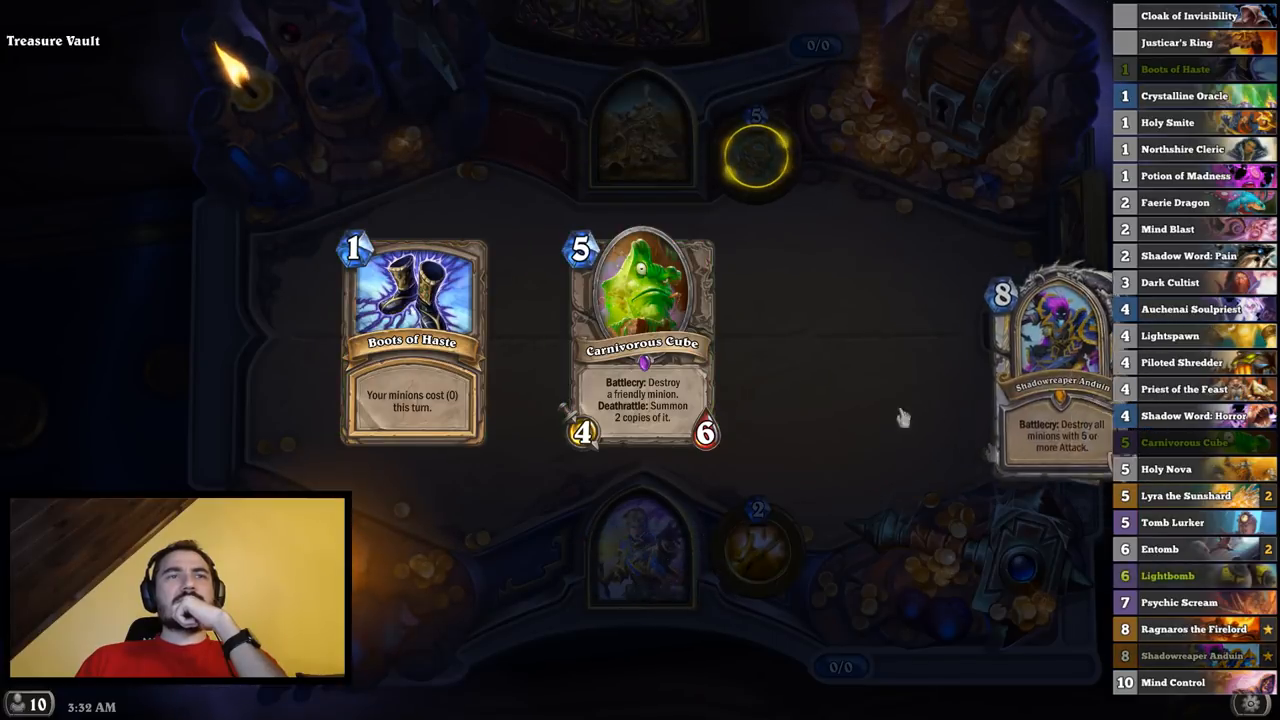 Treasure Vault
0/0
5
1
Boots of Haste
Your minions cost (0)
this turn.
5
Carnivorous Cube
Battlecry: Destroy
a friendly minion.
Deathrattle: Summon
2 copies of it.
4
6
8
Shadowreaper Anduin
Battlecry: Destroy all
minions with 5 or
more Attack.
2
0/0
10
3:32 AM
Cloak of Invisibility
Justicar's Ring
1 Boots of Haste
1 Crystalline Oracle
1 Holy Smite
1 Northshire Cleric
1 Potion of Madness
2 Faerie Dragon
2 Mind Blast
2 Shadow Word: Pain
3 Dark Cultist
4 Auchenai Soulpriest
4 Lightspawn
4 Piloted Shredder
4 Priest of the Feast
4 Shadow Word: Horror
5 Carnivorous Cube
5 Holy Nova
5 Lyra the Sunshard 2
5 Tomb Lurker
6 Entomb 2
6 Lightbomb
7 Psychic Scream
8 Ragnaros the Firelord
8 Shadowreaper Anduin
10 Mind Control